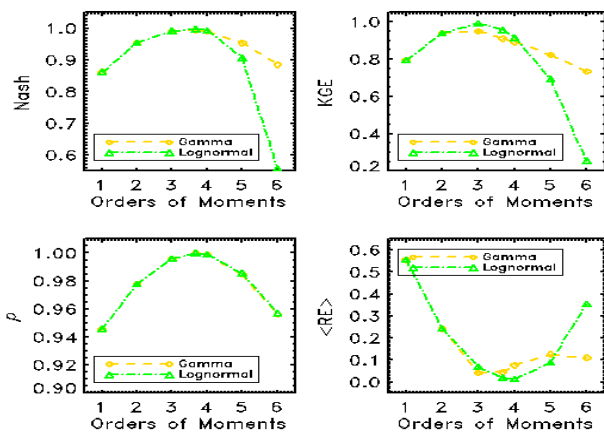 Nash
1.0
0.9
0.8
0.7
0.6
Gamma
Lognormal
1 2 3 4 5 6
Orders of Moments
KGE
1.0
0.8
0.6
0.4
0.2
Gamma
Lognormal
1 2 3 4 5 6
Orders of Moments
ρ
1.00
0.98
0.96
0.94
0.92
0.90
Gamma
Lognormal
1 2 3 4 5 6
Orders of Moments
<RE>
0.6
0.5
0.4
0.3
0.2
0.1
0.0
Gamma
Lognormal
1 2 3 4 5 6
Orders of Moments